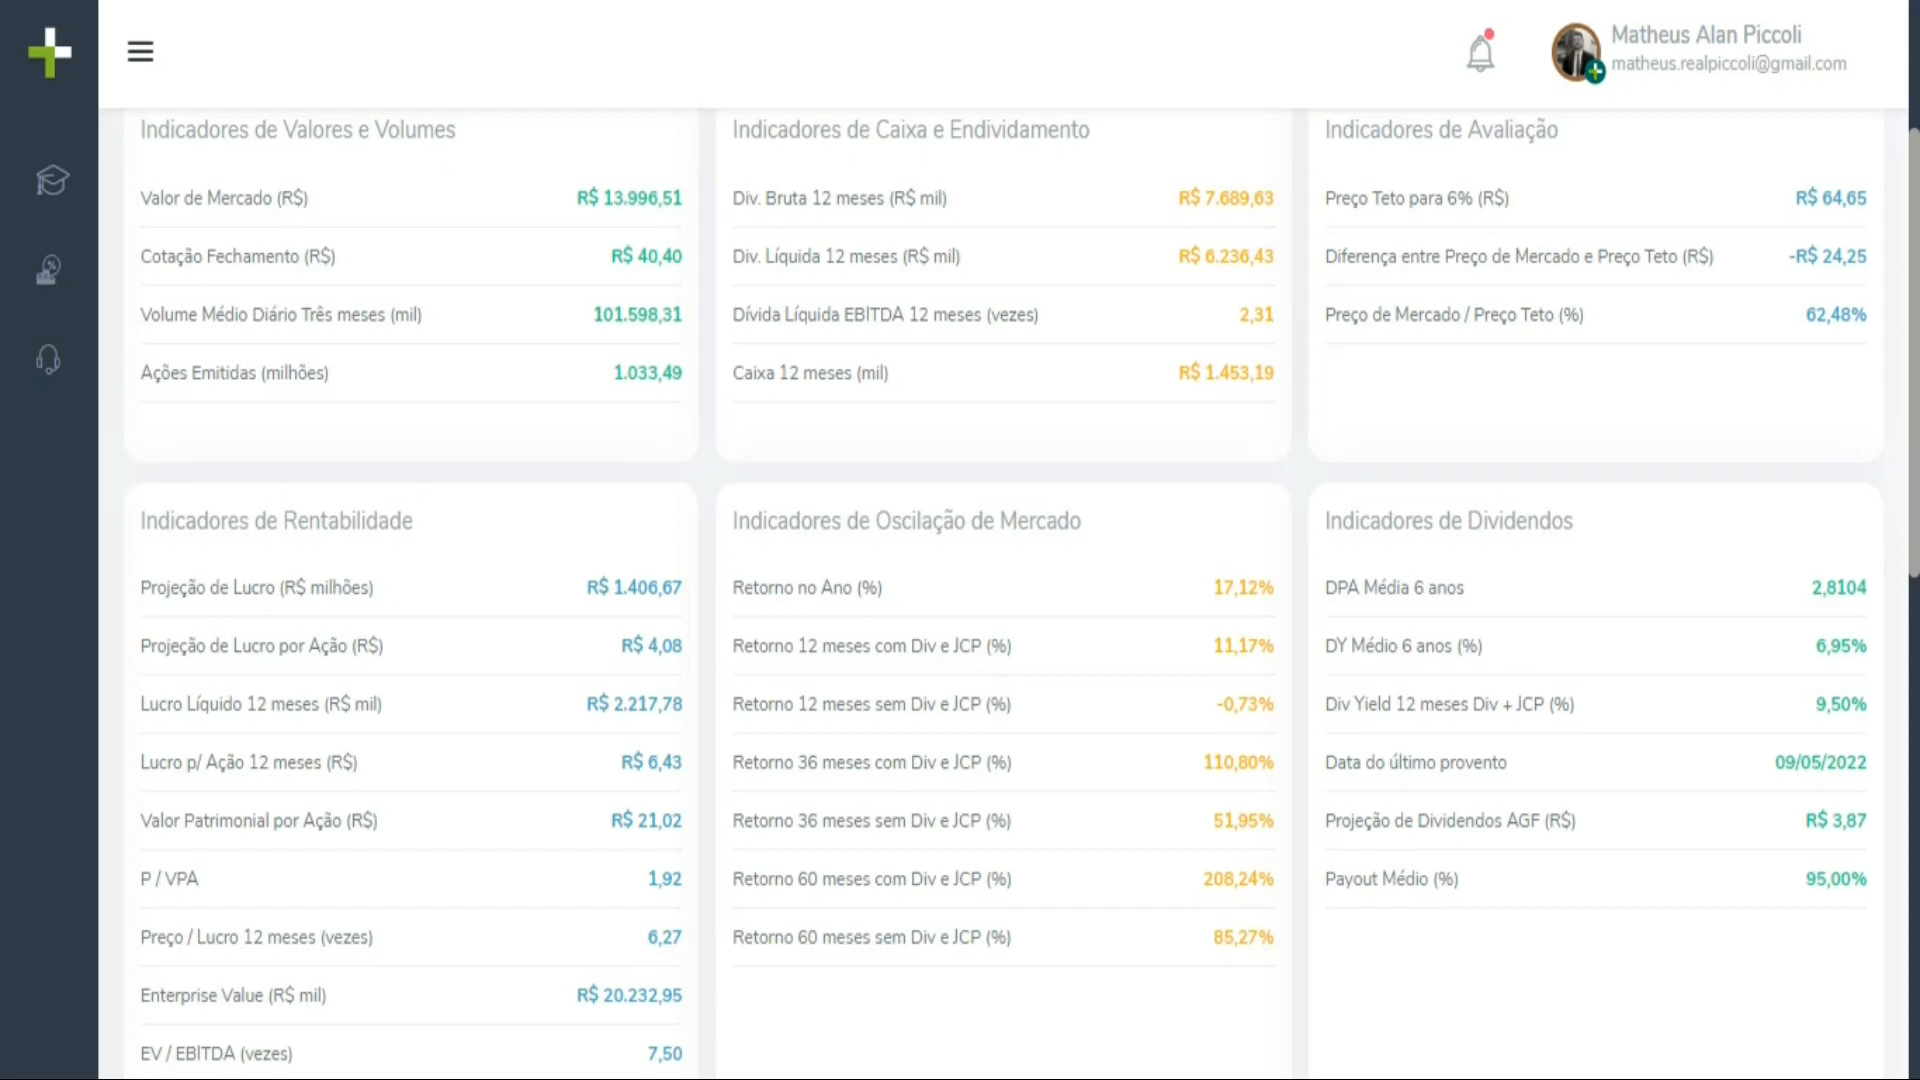 Matheus Alan Piccoli
matheus.realpiccoli@gmail.com
Indicadores de Valores e Volumes
Valor de Mercado (R$) R$ 13.996,51
Cotação Fechamento (R$) R$ 40,40
Volume Médio Diário Três meses (mil) 101.598,31
Ações Emitidas (milhões) 1.033,49
Indicadores de Caixa e Endividamento
Div. Bruta 12 meses (R$ mil) R$ 7.689,63
Div. Líquida 12 meses (R$ mil) R$ 6.236,43
Dívida Líquida EBITDA 12 meses (vezes) 2,31
Caixa 12 meses (mil) R$ 1.453,19
Indicadores de Avaliação
Preço Teto para 6% (R$) R$ 64,65
Diferença entre Preço de Mercado e Preço Teto (R$) -R$ 24,25
Preço de Mercado / Preço Teto (%) 62,48%
Indicadores de Rentabilidade
Projeção de Lucro (R$ milhões) R$ 1.406,67
Projeção de Lucro por Ação (R$) R$ 4,08
Lucro Líquido 12 meses (R$ mil) R$ 2.217,78
Lucro p/ Ação 12 meses (R$) R$ 6,43
Valor Patrimonial por Ação (R$) R$ 21,02
P / VPA 1,92
Preço / Lucro 12 meses (vezes) 6,27
Enterprise Value (R$ mil) R$ 20.232,95
EV / EBITDA (vezes) 7,50
Indicadores de Oscilação de Mercado
Retorno no Ano (%) 17,12%
Retorno 12 meses com Div e JCP (%) 11,17%
Retorno 12 meses sem Div e JCP (%) -0,73%
Retorno 36 meses com Div e JCP (%) 110,80%
Retorno 36 meses sem Div e JCP (%) 51,95%
Retorno 60 meses com Div e JCP (%) 208,24%
Retorno 60 meses sem Div e JCP (%) 85,27%
Indicadores de Dividendos
DPA Média 6 anos 2,8104
DY Médio 6 anos (%) 6,95%
Div Yield 12 meses Div + JCP (%) 9,50%
Data do último provento 09/05/2022
Projeção de Dividendos AGF (R$) R$ 3,87
Payout Médio (%) 95,00%